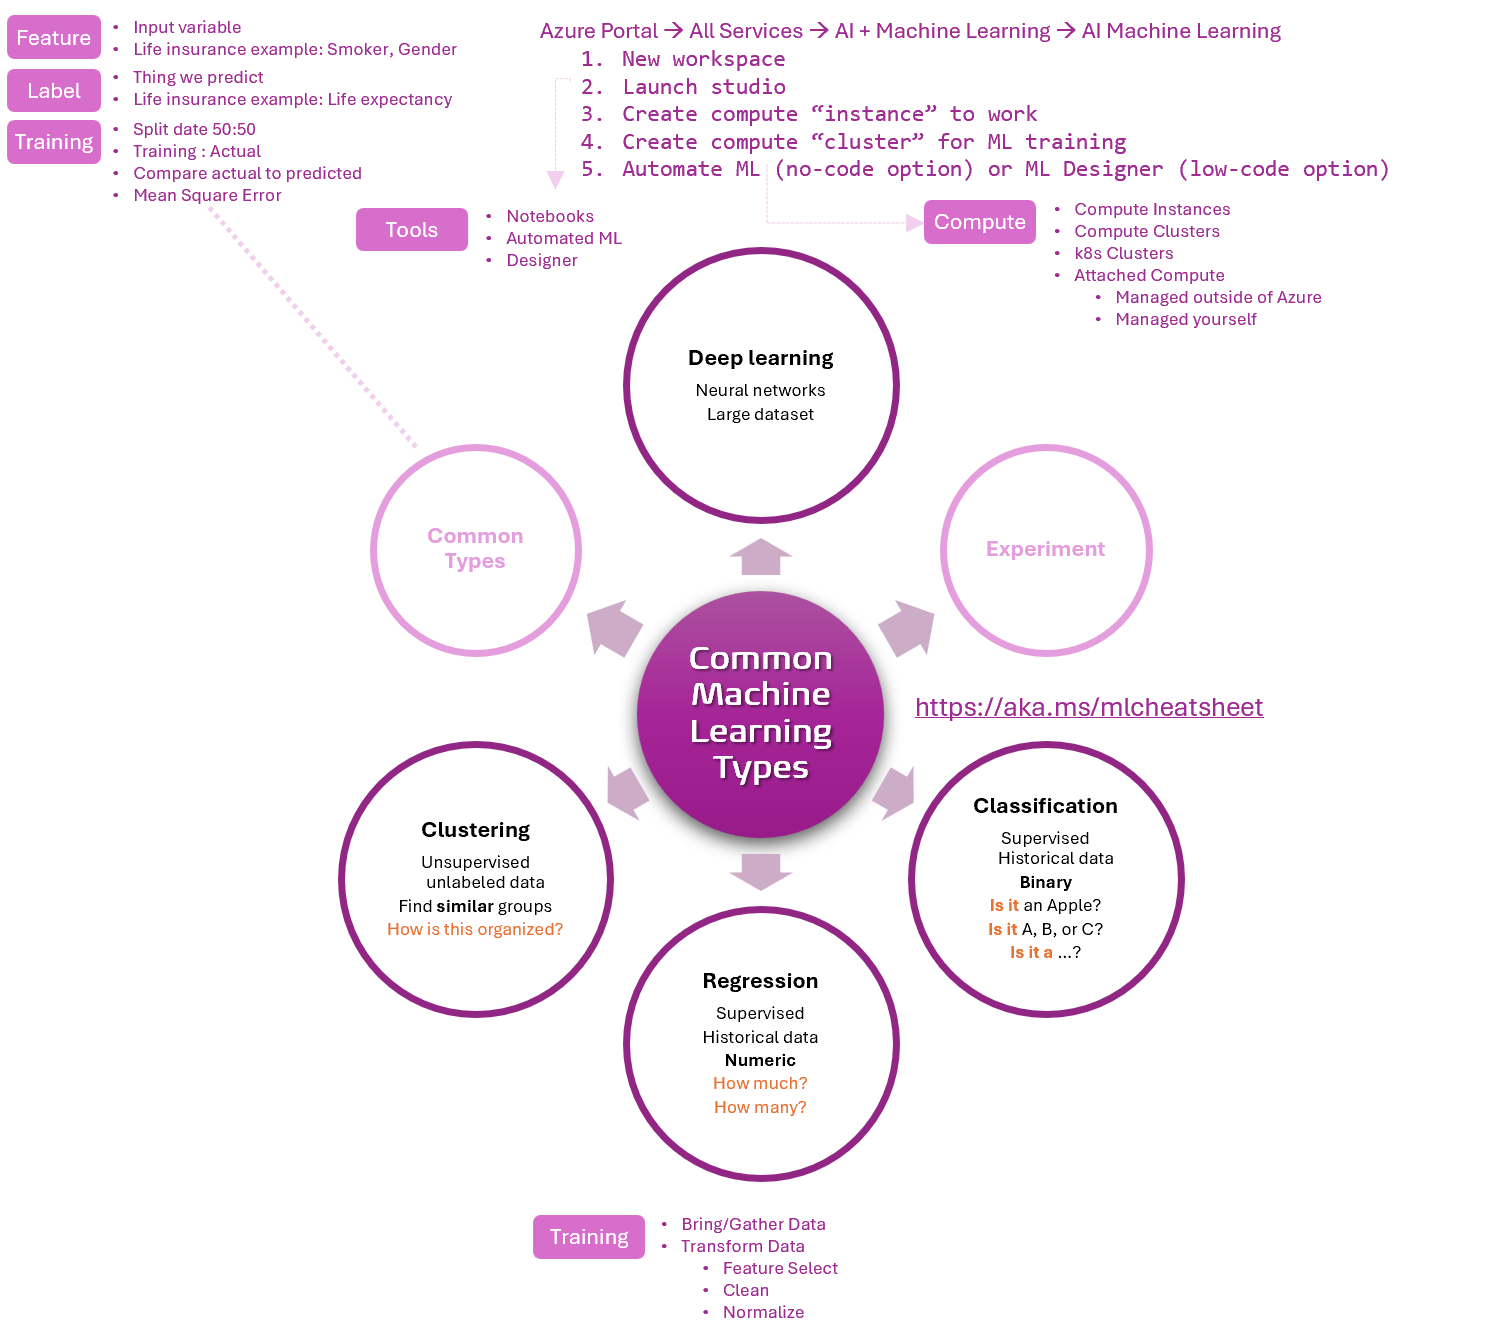 Feature
• Input variable
• Life insurance example: Smoker, Gender
Label
• Thing we predict
• Life insurance example: Life expectancy
Training
• Split date 50:50
• Training : Actual
• Compare actual to predicted
• Mean Square Error
Azure Portal → All Services → AI + Machine Learning → AI Machine Learning
1. New workspace
2. Launch studio
3. Create compute “instance” to work
4. Create compute “cluster” for ML training
5. Automate ML (no-code option) or ML Designer (low-code option)
Tools
• Notebooks
• Automated ML
• Designer
Compute
• Compute Instances
• Compute Clusters
• k8s Clusters
• Attached Compute
• Managed outside of Azure
• Managed yourself
Deep learning
Neural networks
Large dataset
Common
Types
Experiment
Common
Machine
Learning
Types
https://aka.ms/mlcheatsheet
Clustering
Unsupervised
unlabeled data
Find similar groups
How is this organized?
Classification
Supervised
Historical data
Binary
Is it an Apple?
Is it A, B, or C?
Is it a ...?
Regression
Supervised
Historical data
Numeric
How much?
How many?
Training
• Bring/Gather Data
• Transform Data
• Feature Select
• Clean
• Normalize